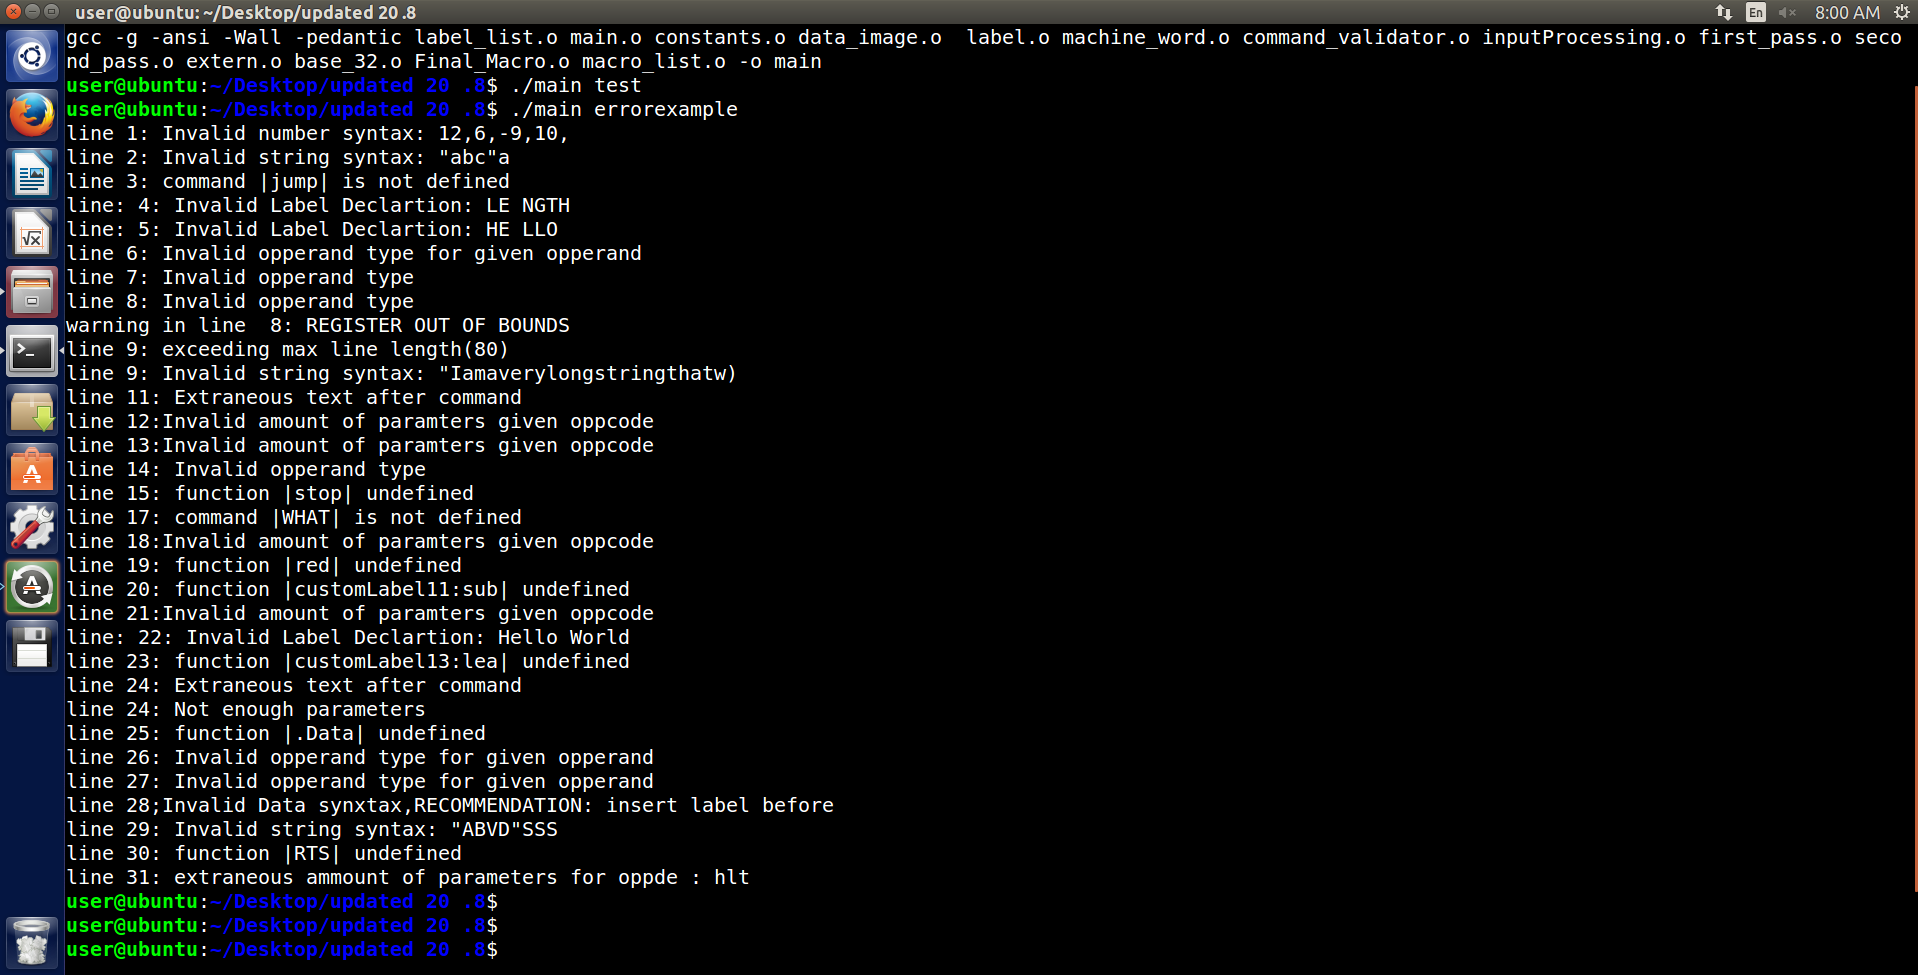 user@ubuntu: ~/Desktop/updated 20 .8
En
8:00 AM
gcc -g -ansi -Wall -pedantic label_list.o main.o constants.o data_image.o  label.o machine_word.o command_validator.o inputProcessing.o first_pass.o seco
nd_pass.o extern.o base_32.o Final_Macro.o macro_list.o -o main
user@ubuntu:~/Desktop/updated 20 .8$ ./main test
user@ubuntu:~/Desktop/updated 20 .8$ ./main errorexample
line 1: Invalid number syntax: 12,6,-9,10,
line 2: Invalid string syntax: "abc"a
line 3: command |jump| is not defined
line: 4: Invalid Label Declartion: LE NGTH
line: 5: Invalid Label Declartion: HE LLO
line 6: Invalid opperand type for given opperand
line 7: Invalid opperand type
line 8: Invalid opperand type
warning in line  8: REGISTER OUT OF BOUNDS
line 9: exceeding max line length(80)
line 9: Invalid string syntax: "Iamaverylongstringthatw)
line 11: Extraneous text after command
line 12:Invalid amount of paramters given oppcode
line 13:Invalid amount of paramters given oppcode
line 14: Invalid opperand type
line 15: function |stop| undefined
line 17: command |WHAT| is not defined
line 18:Invalid amount of paramters given oppcode
line 19: function |red| undefined
line 20: function |customLabel11:sub| undefined
line 21:Invalid amount of paramters given oppcode
line: 22: Invalid Label Declartion: Hello World
line 23: function |customLabel13:lea| undefined
line 24: Extraneous text after command
line 24: Not enough parameters
line 25: function |.Data| undefined
line 26: Invalid opperand type for given opperand
line 27: Invalid opperand type for given opperand
line 28;Invalid Data synxtax,RECOMMENDATION: insert label before
line 29: Invalid string syntax: "ABVD"SSS
line 30: function |RTS| undefined
line 31: extraneous ammount of parameters for oppde : hlt
user@ubuntu:~/Desktop/updated 20 .8$
user@ubuntu:~/Desktop/updated 20 .8$
user@ubuntu:~/Desktop/updated 20 .8$